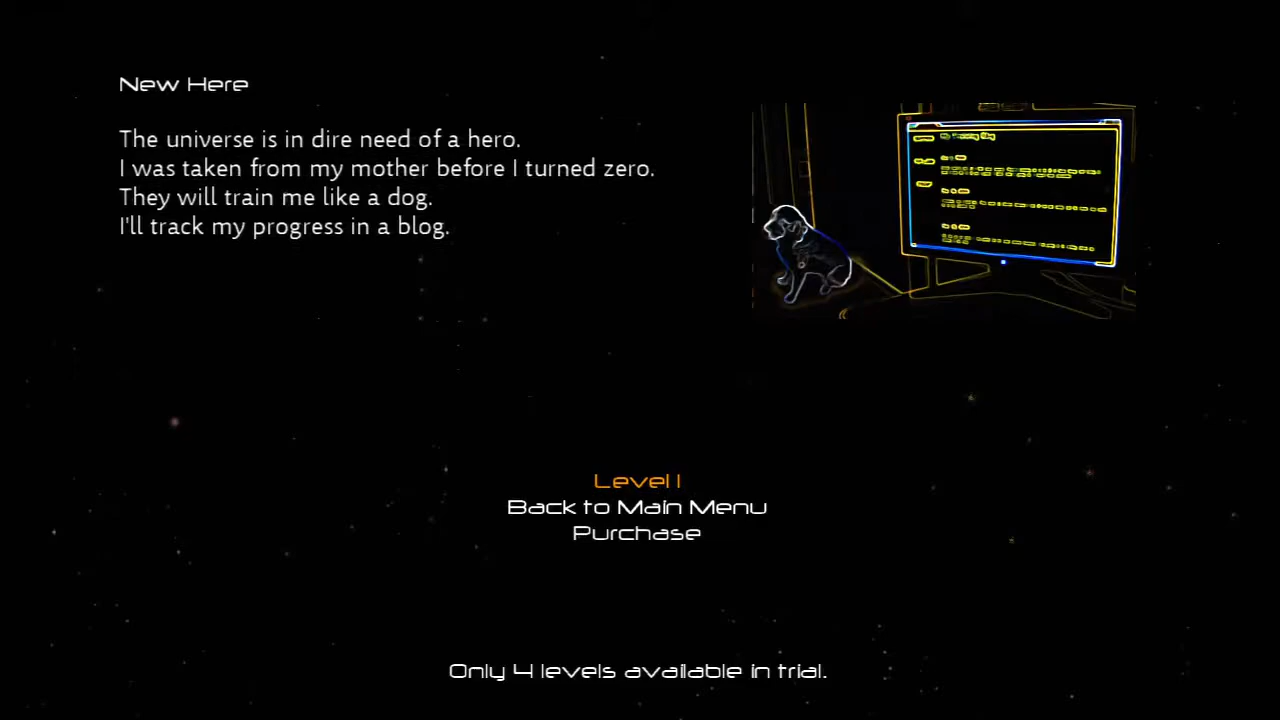 New Here
The universe is in dire need of a hero.
I was taken from my mother before I turned zero.
They will train me like a dog.
I'll track my progress in a blog.
Level 1
Back to Main Menu
Purchase
Only 4 levels available in trial.